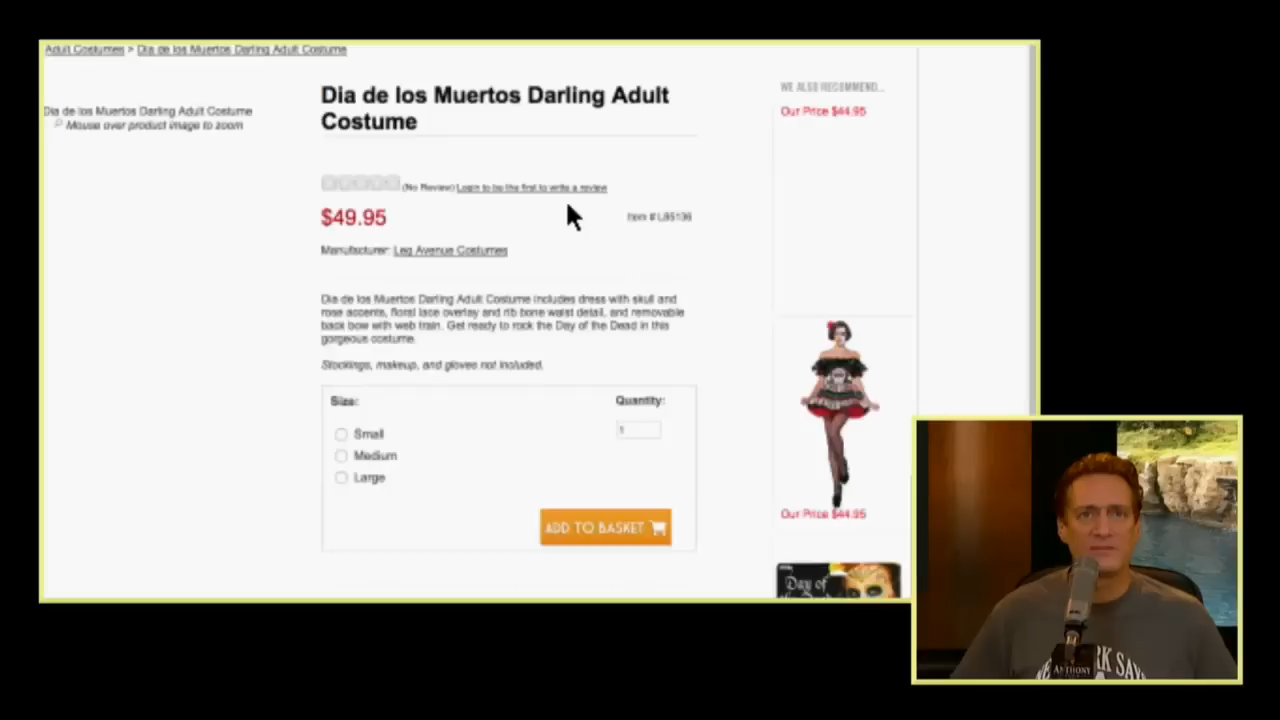 Adult Costumes > Dia de los Muertos Darling Adult Costume
Dia de los Muertos Darling Adult Costume
Mouse over product image to zoom
Dia de los Muertos Darling Adult
Costume
(No Review) Login to be the first to write a review
$49.95
Item # LB5136
Manufacturer: Leg Avenue Costumes
Dia de los Muertos Darling Adult Costume includes dress with skull and
rose accents, floral lace overlay and rib bone waist detail, and removable
back bow with web train. Get ready to rock the Day of the Dead in this
gorgeous costume.
Stockings, makeup, and gloves not included.
Size:
Quantity:
Small
1
Medium
Large
ADD TO BASKET
WE ALSO RECOMMEND...
Our Price $44.95
Our Price $44.95
Day of
ANTHONY